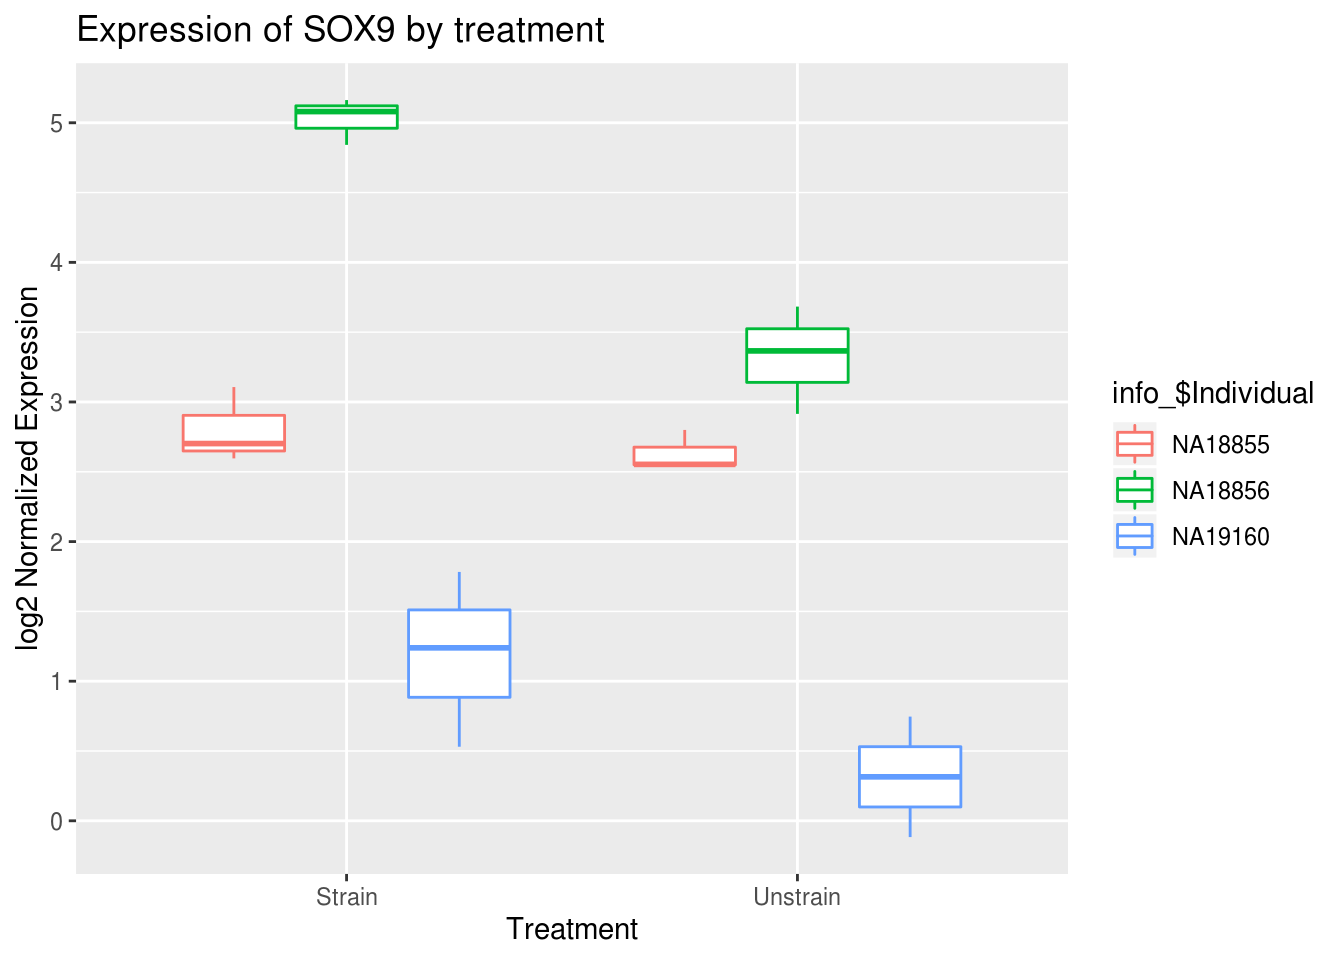 Expression of SOX9 by treatment
log2 Normalized Expression
5
4
3
2
1
0
Strain
Unstrain
Treatment
info_$Individual
NA18855
NA18856
NA19160